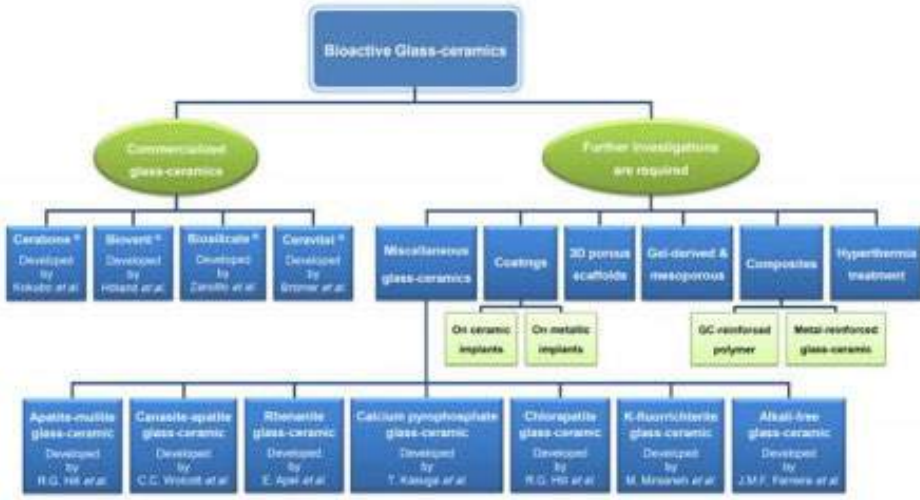 Bioactive Glass-ceramics
Commercialized
glass-ceramics
Further investigations
are required
Cerabone ®
Developed
by
Kokubo et al.
Bioverit ®
Developed
by
Höland et al.
Biosilicate ®
Developed
by
Zanotto et al.
Ceravital ®
Developed
by
Brömer et al.
Miscellaneous
glass-ceramics
Coatings
3D porous
scaffolds
Gel-derived &
mesoporous
Composites
Hyperthermia
treatment
On ceramic
implants
On metallic
implants
GC-reinforced
polymer
Metal-reinforced
glass-ceramic
Apatite-mullite
glass-ceramic
Developed
by
R.G. Hill et al.
Canasite-apatite
glass-ceramic
Developed
by
C.C. Wolcott et al.
Rhenanite
glass-ceramic
Developed
by
E. Apel et al.
Calcium pyrophosphate
glass-ceramic
Developed
by
T. Kasuga et al.
Chlorapatite
glass-ceramic
Developed
by
R.G. Hill et al.
K-fluorrichterite
glass-ceramic
Developed
by
M. Mirsaneh et al.
Alkali-free
glass-ceramic
Developed
by
J.M.F. Ferreira et al.